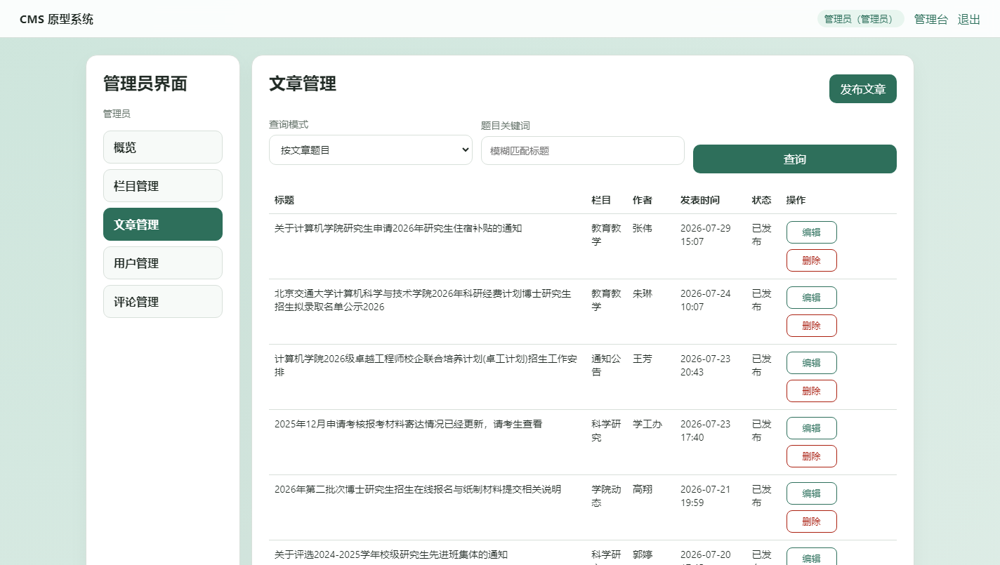 CMS 原型系统
管理员（管理员） 管理台 退出
管理员界面
管理员
概览
栏目管理
文章管理
用户管理
评论管理
文章管理
发布文章
查询模式
按文章题目
题目关键词
模糊匹配标题
查询
标题 栏目 作者 发表时间 状态 操作
关于计算机学院研究生申请2026年研究生住宿补贴的通知 教育教 张伟 2026-07-29 已发 编辑
学 15:07 布
删除
北京交通大学计算机科学与技术学院2026年科研经费计划博士研究生 教育教 朱琳 2026-07-24 已发 编辑
招生拟录取名单公示2026 学 10:07 布
删除
计算机学院2026级卓越工程师校企联合培养计划(卓工计划)招生工作安 通知公 王芳 2026-07-23 已发 编辑
排 告 20:43 布
删除
2025年12月申请考核报考材料寄达情况已经更新，请考生查看 科学研 学工办 2026-07-23 已发 编辑
究 17:40 布
删除
2026年第二批次博士研究生招生在线报名与纸制材料提交相关说明 学院动 高翔 2026-07-21 已发 编辑
态 19:59 布
删除
关于评选2024-2025学年校级研究生先进班集体的通知 科学研 郭婷 2026-07-20 已发 编辑